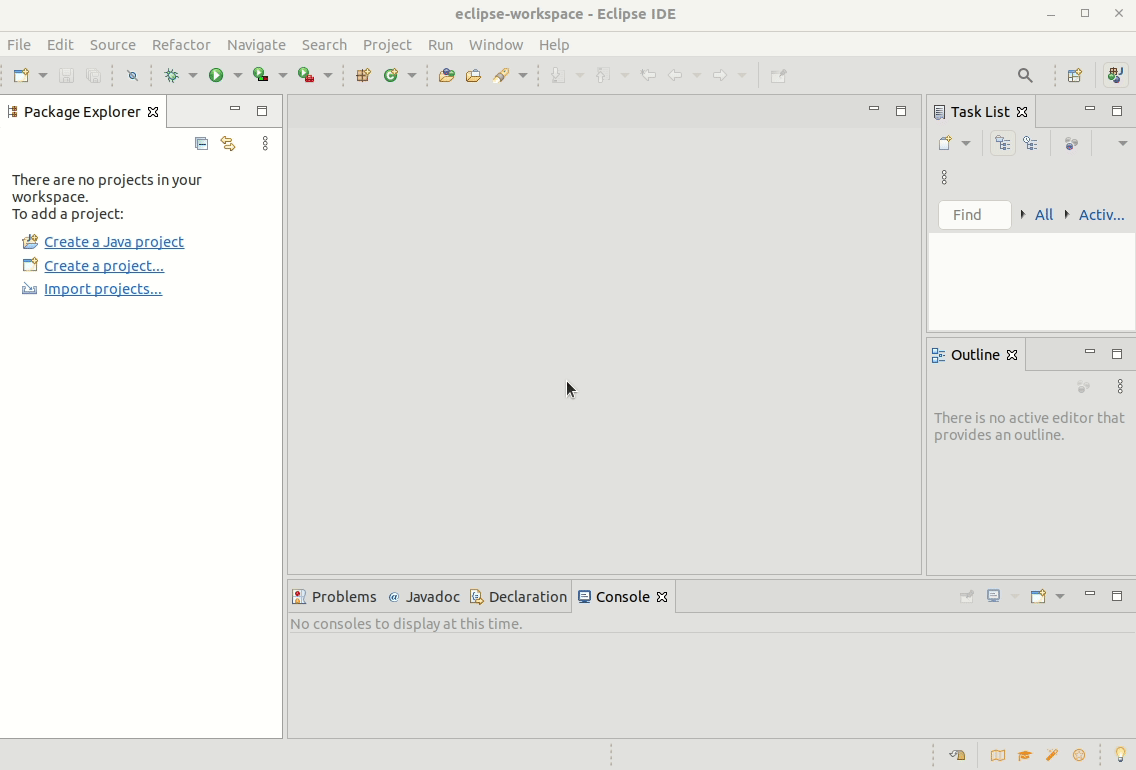 eclipse-workspace - Eclipse IDE
File Edit Source Refactor Navigate Search Project Run Window Help
Package Explorer
There are no projects in your
workspace.
To add a project:
Create a Java project
Create a project...
Import projects...
Task List
Find All Activ...
Outline
There is no active editor that
provides an outline.
Problems @ Javadoc Declaration Console
No consoles to display at this time.